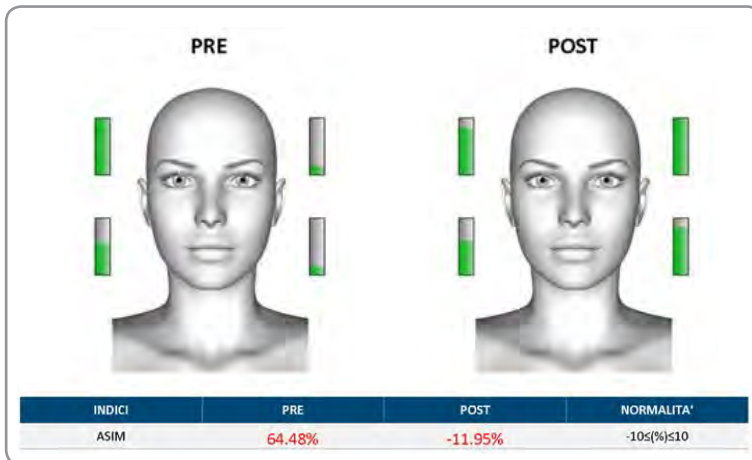 PRE POST
INDICI PRE POST NORMALITA'
ASIM 64.48% -11.95% -10≤(%)≤10